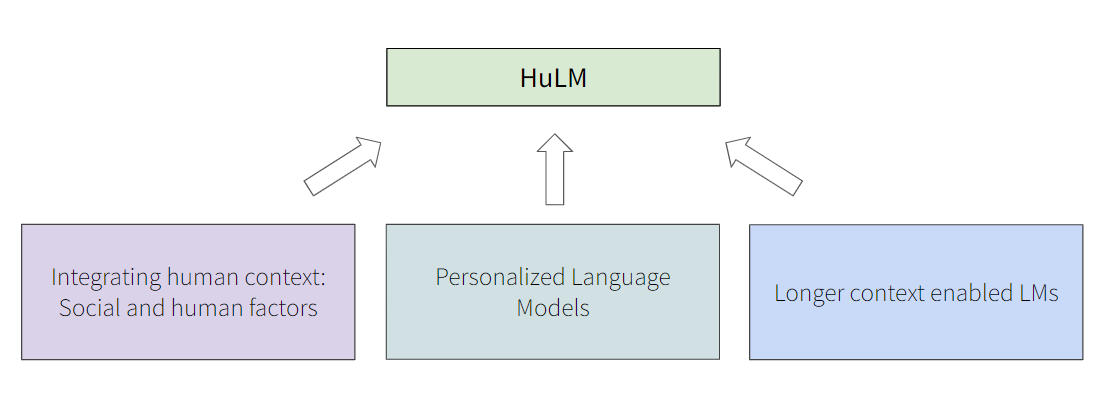 HuLM
Integrating human context:
Social and human factors
Personalized Language
Models
Longer context enabled LMs